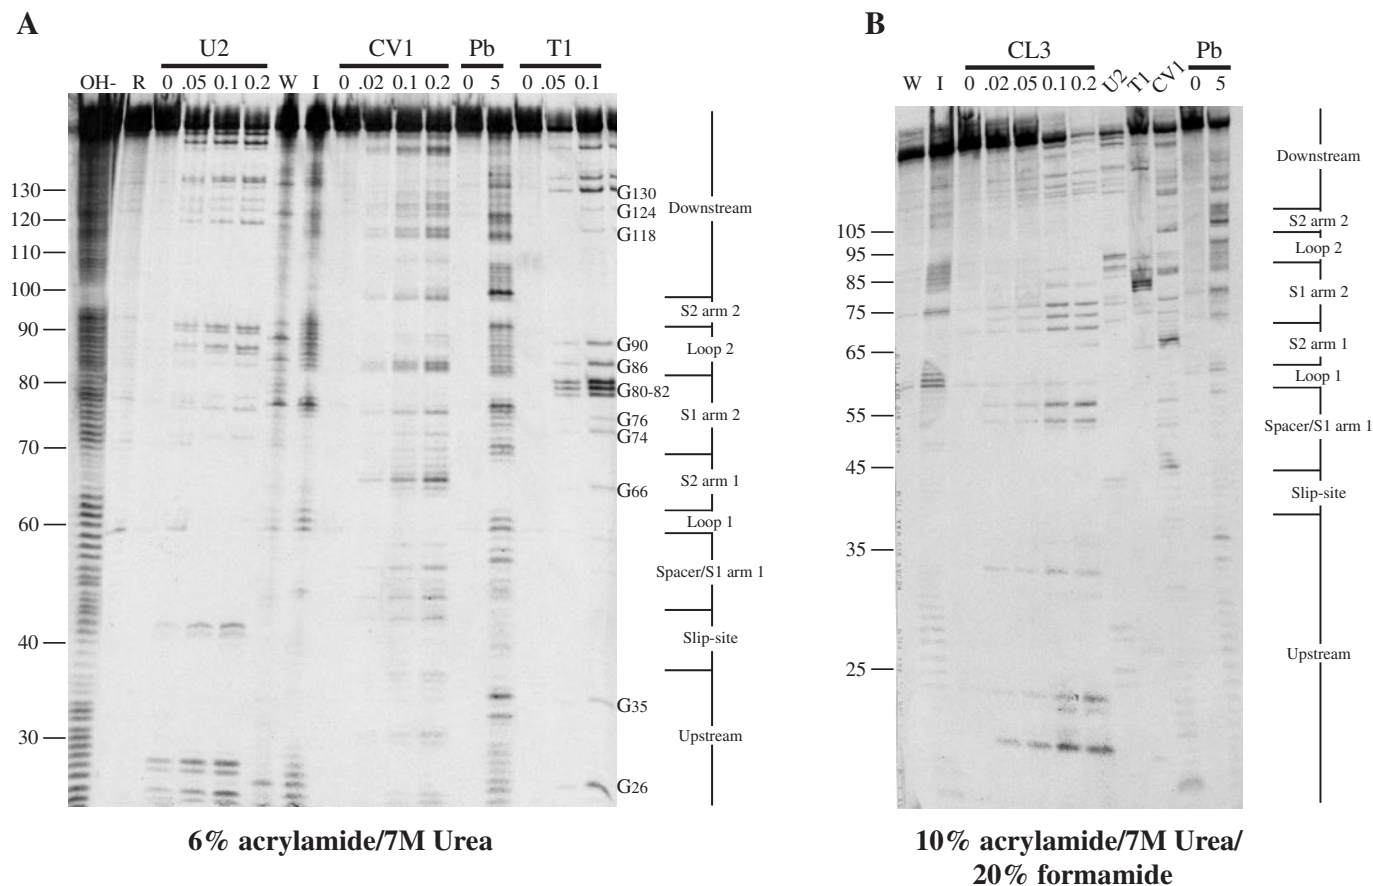 A
U2 CV1 Pb T1
OH- R 0 .05 0.1 0.2 W I 0 .02 0.1 0.2 0 5 0 .05 0.1
130
120
110
100
90
80
70
60
40
30
G130
G124
G118
G90
G86
G80-82
G76
G74
G66
G35
G26
Downstream
S2 arm 2
Loop 2
S1 arm 2
S2 arm 1
Loop 1
Spacer/S1 arm 1
Slip-site
Upstream
6% acrylamide/7M Urea
B
CL3 Pb
W I 0 .02 .05 0.1 0.2 U2 T1 CV1 0 5
105
95
85
75
65
55
45
35
25
Downstream
S2 arm 2
Loop 2
S1 arm 2
S2 arm 1
Loop 1
Spacer/S1 arm 1
Slip-site
Upstream
10% acrylamide/7M Urea/
20% formamide